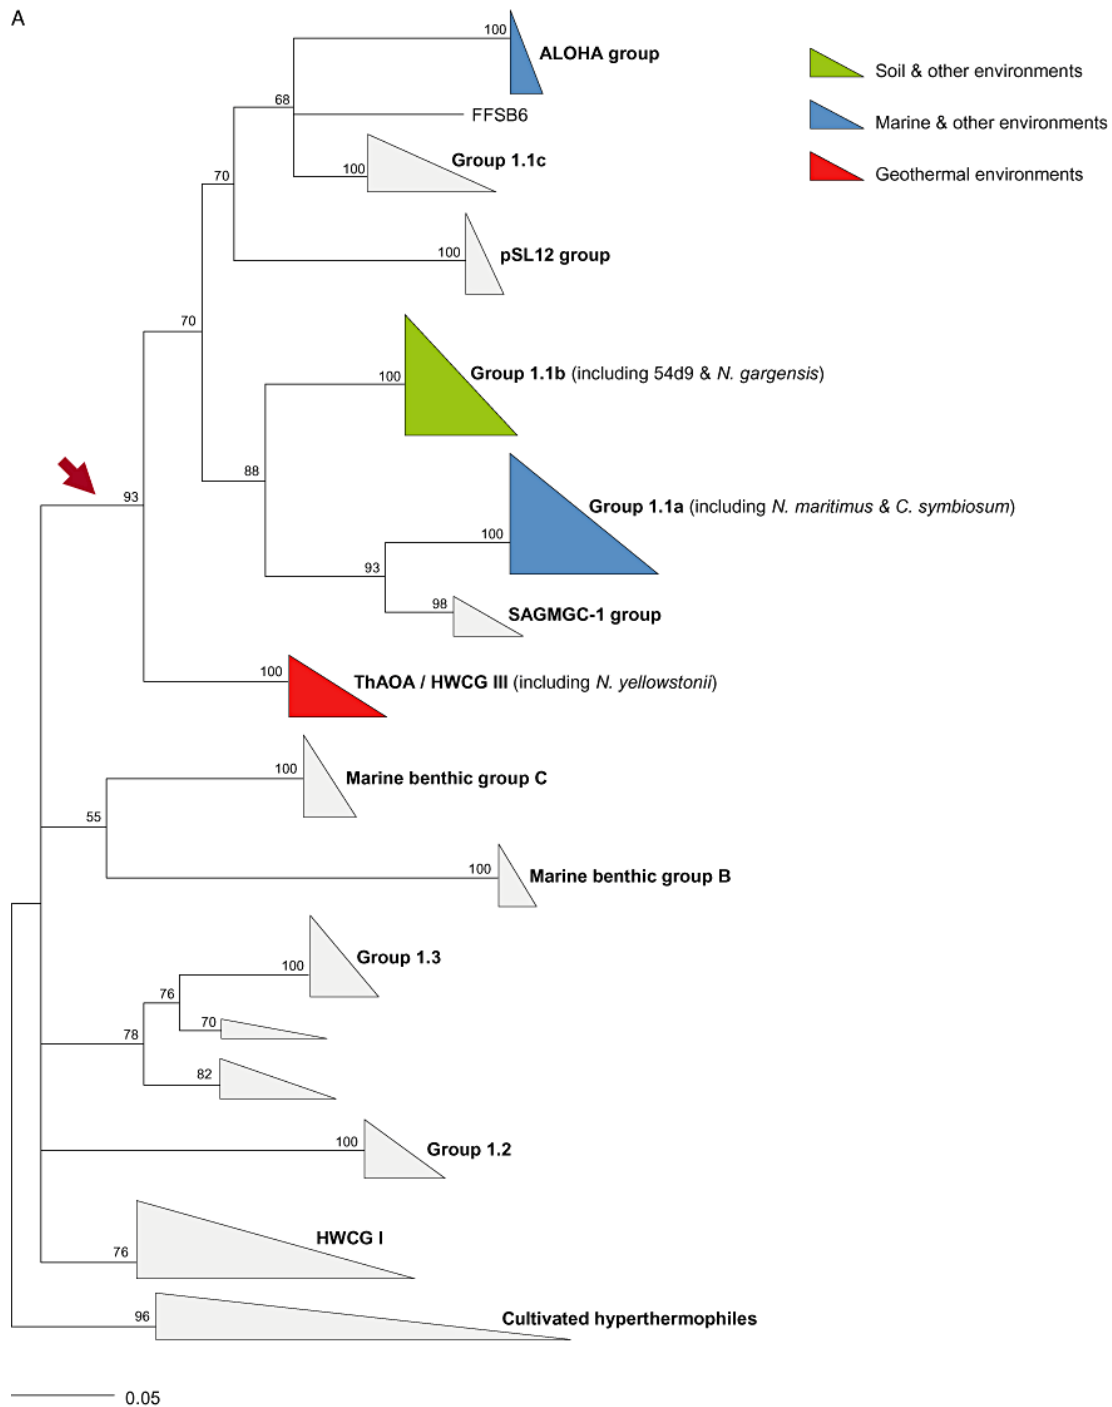 A
100
ALOHA group
Soil & other environments
68
FFSB6
Marine & other environments
100
Group 1.1c
Geothermal environments
70
100
pSL12 group
70
100
Group 1.1b (including 54d9 & N. gargensis)
88
93
Group 1.1a (including N. maritimus & C. symbiosum)
100
93
98
SAGMGC-1 group
100
ThAOA / HWCG III (including N. yellowstonii)
100
Marine benthic group C
55
100
Marine benthic group B
100
Group 1.3
76
70
78
82
100
Group 1.2
HWCG I
76
96
Cultivated hyperthermophiles
0.05